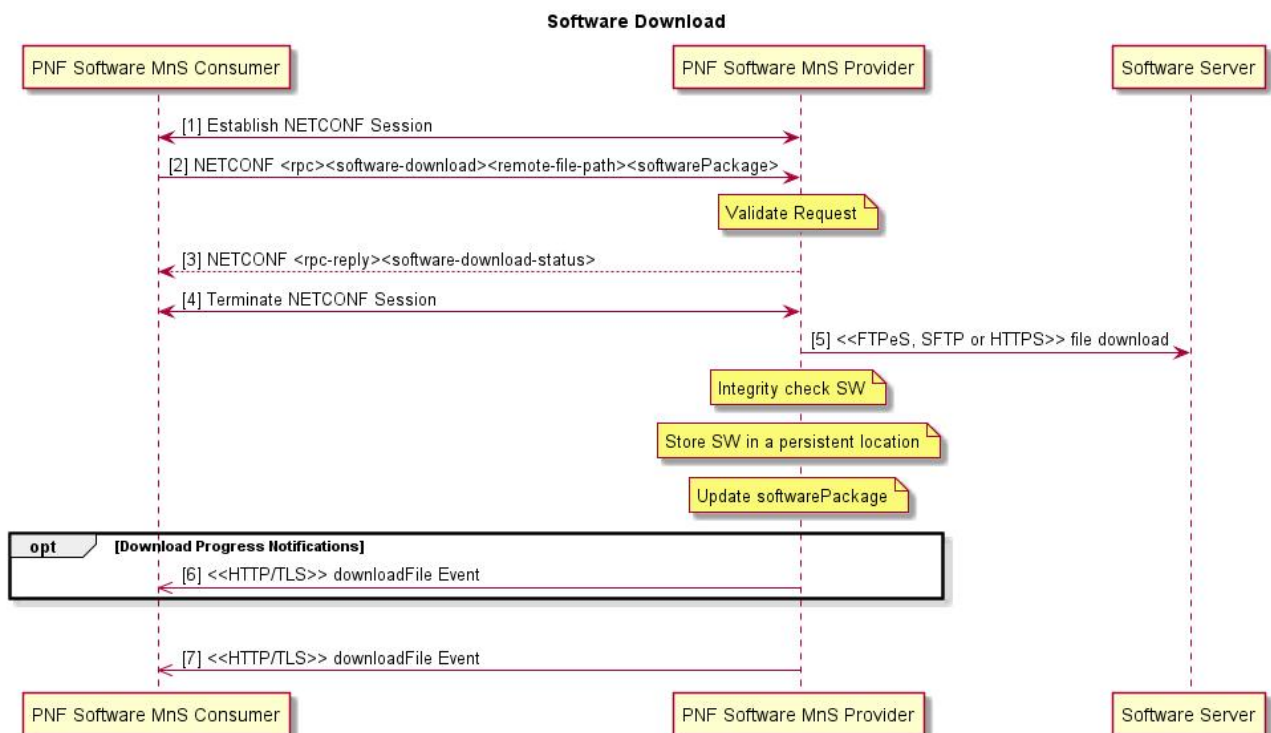 Software Download
PNF Software MnS Consumer
PNF Software MnS Provider
Software Server
[1] Establish NETCONF Session
[2] NETCONF <rpc><software-download><remote-file-path><softwarePackage>
Validate Request
[3] NETCONF <rpc-reply><software-download-status>
[4] Terminate NETCONF Session
[5] <<FTPeS, SFTP or HTTPS>> file download
Integrity check SW
Store SW in a persistent location
Update softwarePackage
opt
[Download Progress Notifications]
[6] <<HTTP/TLS>> downloadFile Event
[7] <<HTTP/TLS>> downloadFile Event
PNF Software MnS Consumer
PNF Software MnS Provider
Software Server